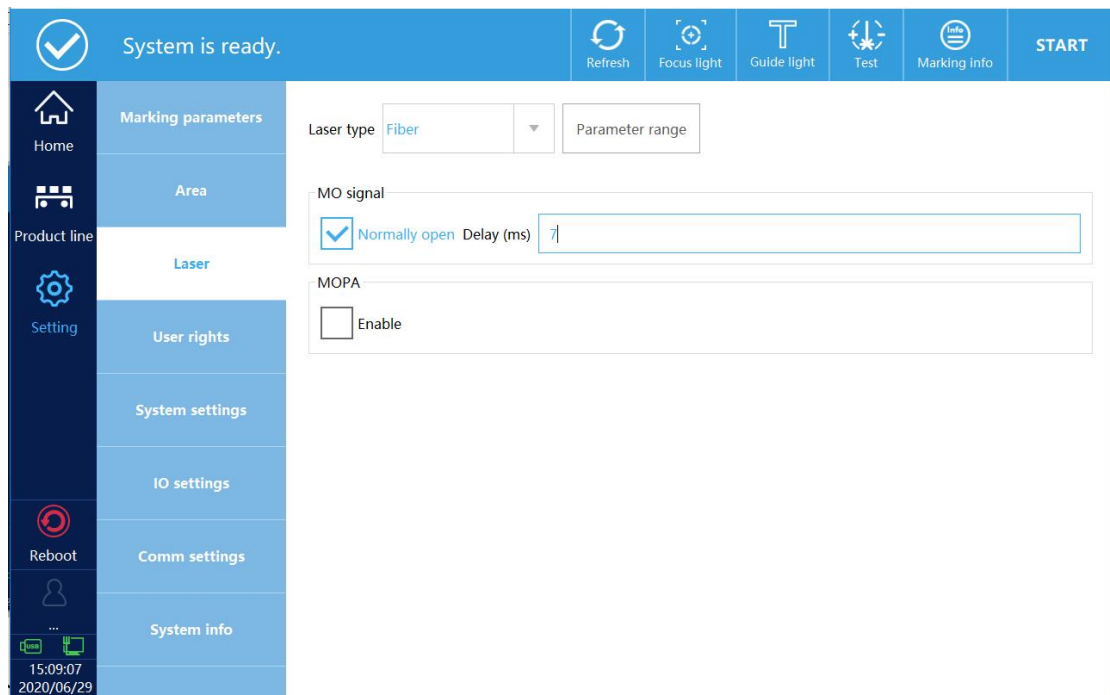 System is ready.
Refresh
Focus light
Guide light
Test
Info
Marking info
START
Home
Product line
Setting
Reboot
...
USB
15:09:07
2020/06/29
Marking parameters
Area
Laser
User rights
System settings
IO settings
Comm settings
System info
Laser type Fiber Parameter range
MO signal
Normally open Delay (ms) 7
MOPA
Enable